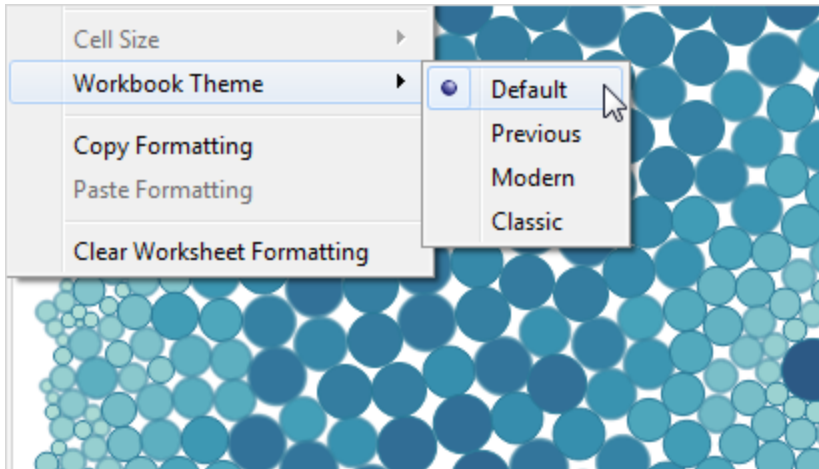 Cell Size
Workbook Theme
Default
Previous
Modern
Classic
Copy Formatting
Paste Formatting
Clear Worksheet Formatting